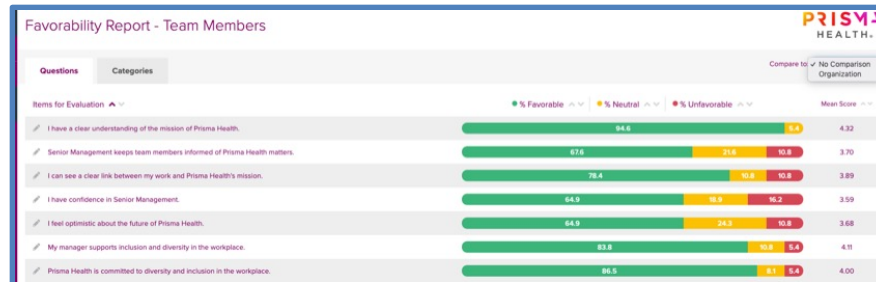 Favorability Report - Team Members
PRISMA
HEALTH.
Questions
Categories
Compare to:
✓ No Comparison
Organization
Items for Evaluation
% Favorable
% Neutral
% Unfavorable
Mean Score
I have a clear understanding of the mission of Prisma Health.
94.6
5.4
4.32
Senior Management keeps team members informed of Prisma Health matters.
67.6
21.6
10.8
3.70
I can see a clear link between my work and Prisma Health's mission.
78.4
10.8
10.8
3.89
I have confidence in Senior Management.
64.9
18.9
16.2
3.59
I feel optimistic about the future of Prisma Health.
64.9
24.3
10.8
3.68
My manager supports inclusion and diversity in the workplace.
83.8
10.8
5.4
4.11
Prisma Health is committed to diversity and inclusion in the workplace.
86.5
8.1
5.4
4.00